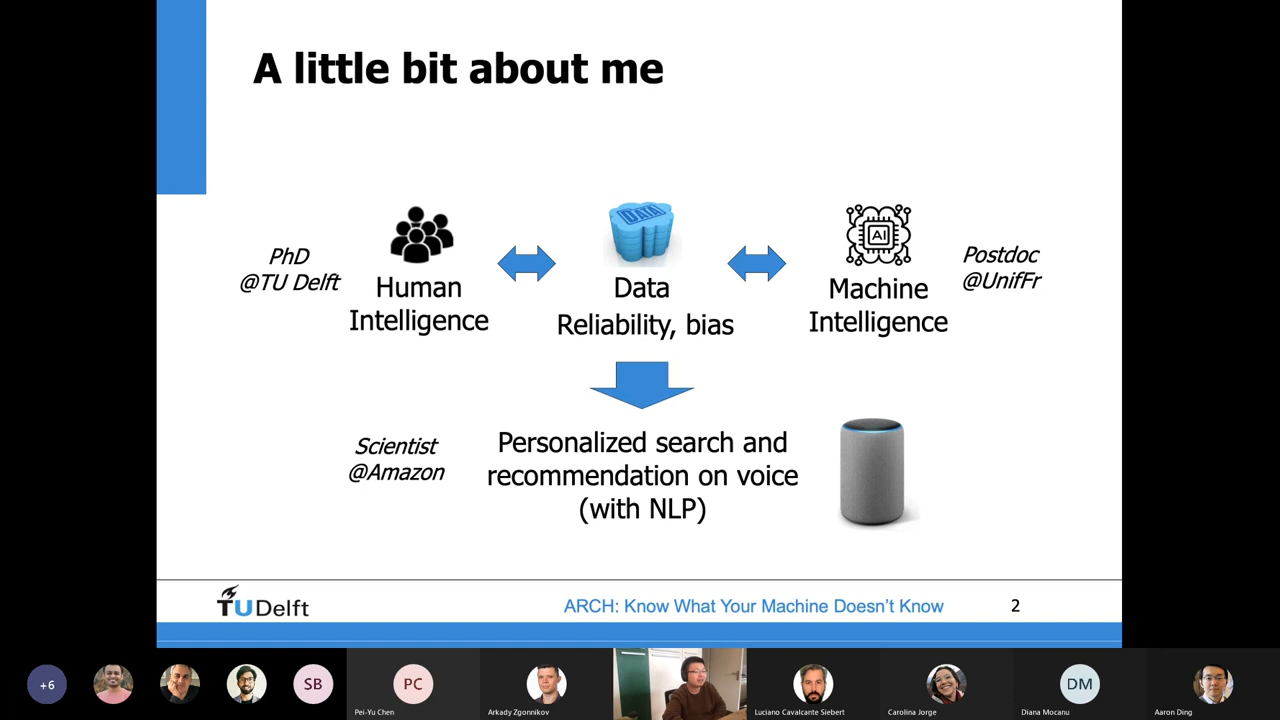 A little bit about me
PhD
@TU Delft
Human
Intelligence
DATA
Data
Reliability, bias
AI
Machine
Intelligence
Postdoc
@UnifFr
Scientist
@Amazon
Personalized search and
recommendation on voice
(with NLP)
TUDelft
ARCH: Know What Your Machine Doesn’t Know
2
+6
SB
PC
Pei-Yu Chen
Arkady Zgonnikov
Luciano Cavalcante Siebert
Carolina Jorge
DM
Diana Mocanu
Aaron Ding